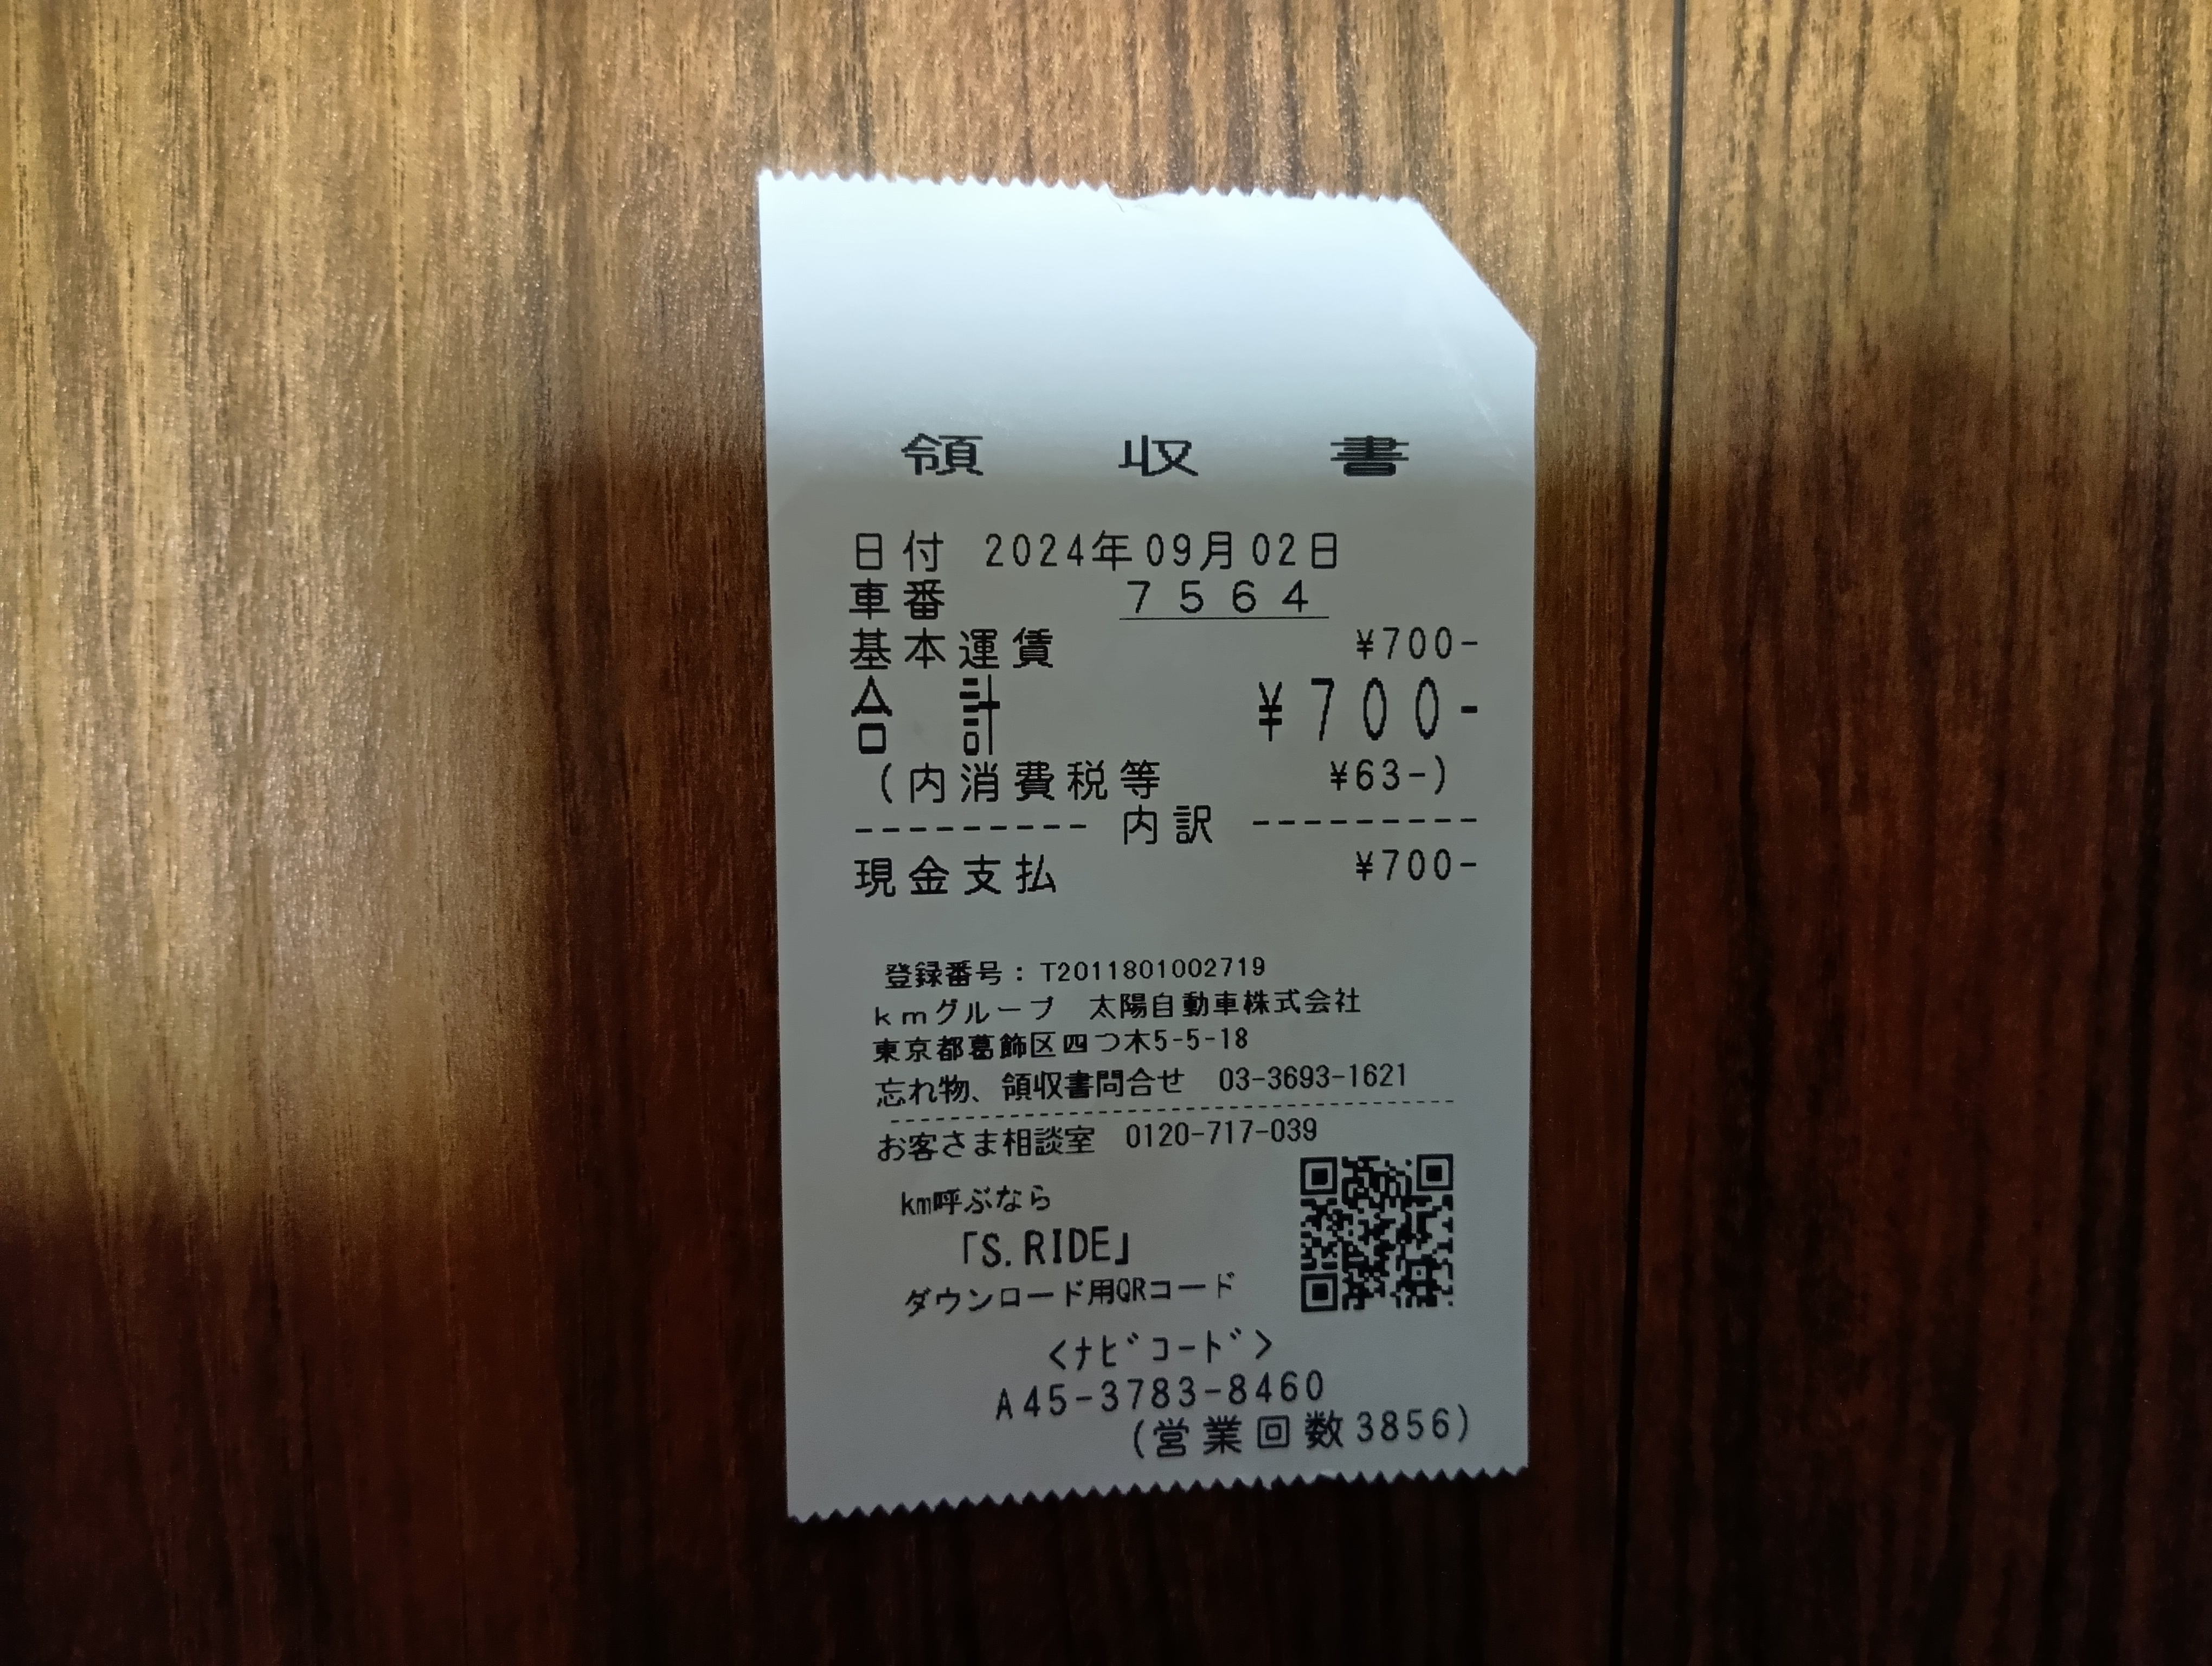 領収書
日付 2024年09月02日
車番 7564
基本運賃 ¥700-
合計 ¥700-
(内消費税等 ¥63-)
--------- 内訳 ---------
現金支払 ¥700-
登録番号：T2011801002719
kmグループ 太陽自動車株式会社
東京都葛飾区四つ木5-5-18
忘れ物、領収書問合せ 03-3693-1621
お客さま相談室 0120-717-039
km呼ぶなら
「S.RIDE」
ダウンロード用QRコード
<ﾅﾋﾞｺｰﾄﾞ>
A45-3783-8460
(営業回数3856)